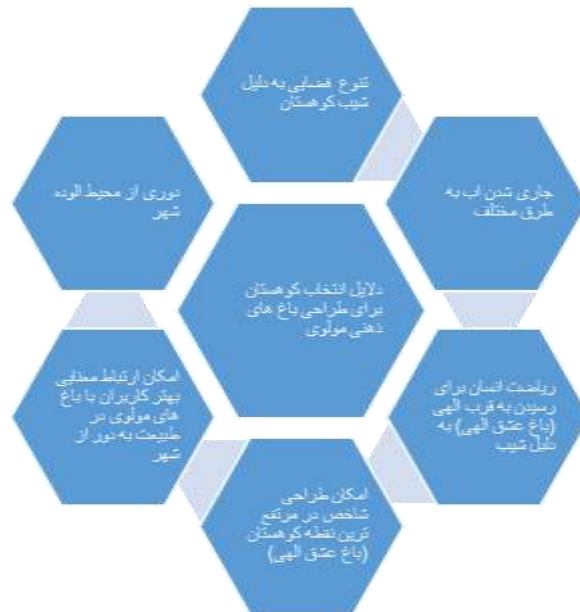 تنوع فضایی به دلیل
شیب کوهستان
جاری شدن اب به
طرق مختلف
دوری از محیط الوده
شهر
دلایل انتخاب کوهستان
برای طراحی باغ های
ذهنی مولوی
ریاضت انسان برای
رسیدن به قرب الهی
(باغ عشق الهی) به
دلیل شیب
امکان ارتباط معنایی
بهتر کاربران با باغ
های مولوی در
طبیعت به دور از
شهر
امکان طراحی
شاخص در مرتفع
ترین نقطه کوهستان
(باغ عشق الهی)